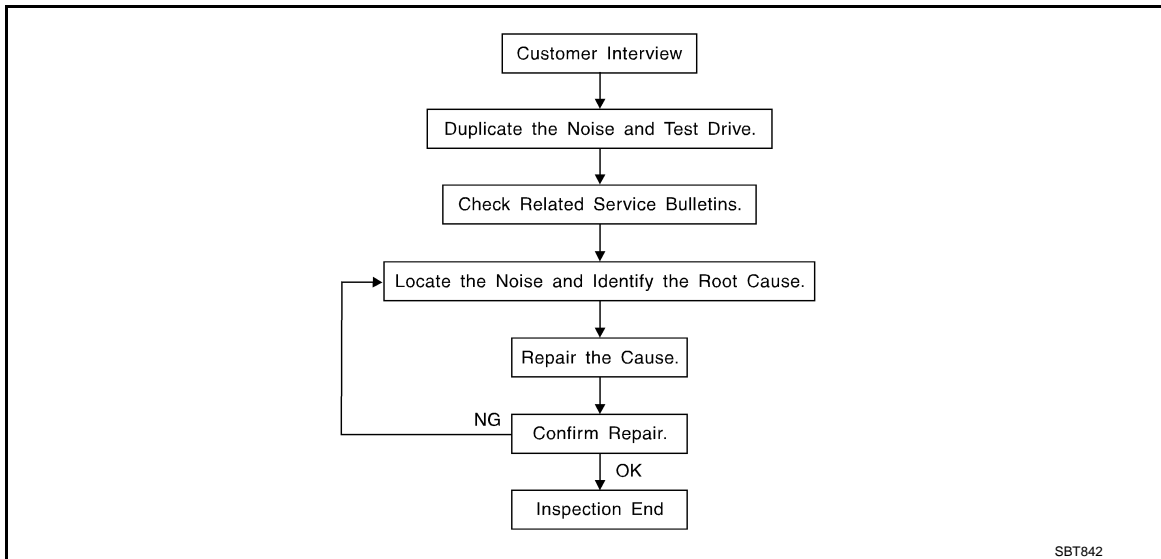 Customer Interview
Duplicate the Noise and Test Drive.
Check Related Service Bulletins.
Locate the Noise and Identify the Root Cause.
Repair the Cause.
NG
Confirm Repair.
OK
Inspection End
SBT842